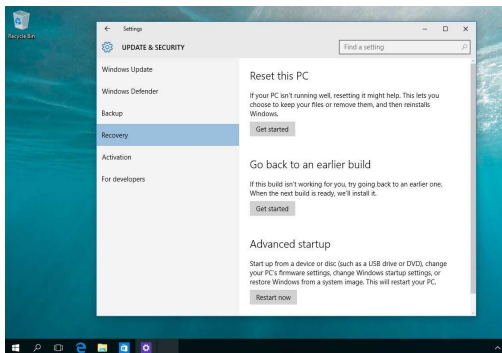 Recycle Bin
Settings
UPDATE & SECURITY
Find a setting
Windows Update
Windows Defender
Backup
Recovery
Activation
For developers
Reset this PC
If your PC isn't running well, resetting it might help. This lets you
choose to keep your files or remove them, and then reinstalls
Windows.
Get started
Go back to an earlier build
If this build isn't working for you, try going back to an earlier one.
When the next build is ready, we'll install it.
Get started
Advanced startup
Start up from a device or disc (such as a USB drive or DVD), change
your PC's firmware settings, change Windows startup settings, or
restore Windows from a system image. This will restart your PC.
Restart now